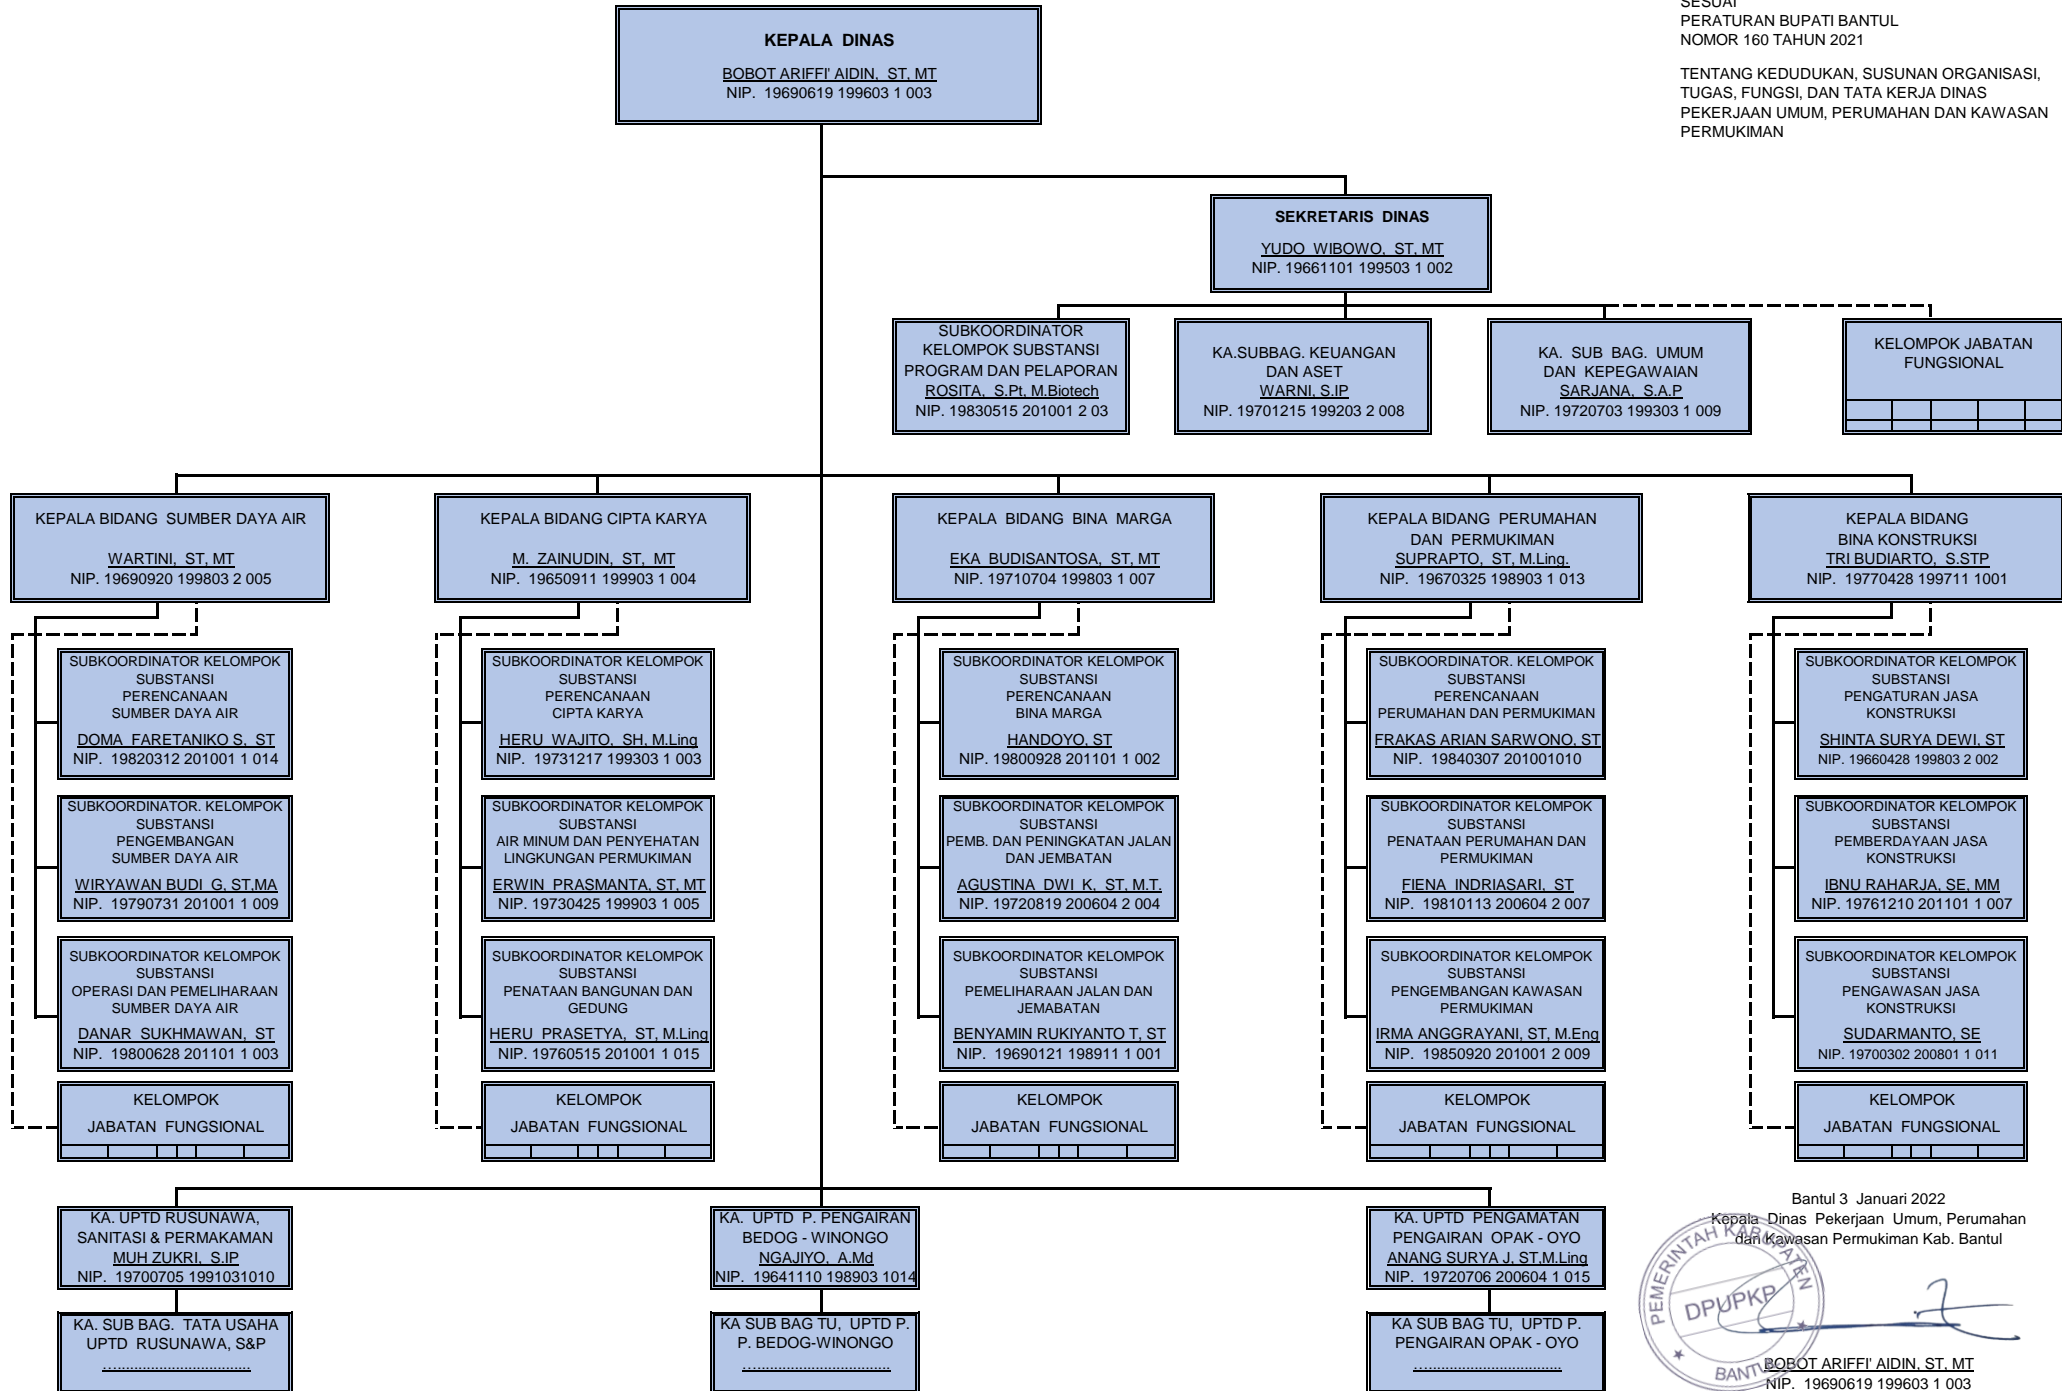 SESUAI
PERATURAN BUPATI BANTUL
NOMOR 160 TAHUN 2021
TENTANG KEDUDUKAN, SUSUNAN ORGANISASI,
TUGAS, FUNGSI, DAN TATA KERJA DINAS
PEKERJAAN UMUM, PERUMAHAN DAN KAWASAN
PERMUKIMAN
KEPALA DINAS
BOBOT ARIFFI' AIDIN, ST, MT
NIP. 19690619 199603 1 003
SEKRETARIS DINAS
YUDO WIBOWO, ST, MT
NIP. 19661101 199503 1 002
SUBKOORDINATOR
KELOMPOK SUBSTANSI
PROGRAM DAN PELAPORAN
ROSITA, S.Pt, M.Biotech
NIP. 19830515 201001 2 03
KA.SUBBAG. KEUANGAN
DAN ASET
WARNI, S.IP
NIP. 19701215 199203 2 008
KA. SUB BAG. UMUM
DAN KEPEGAWAIAN
SARJANA, S.A.P
NIP. 19720703 199303 1 009
KELOMPOK JABATAN
FUNGSIONAL
KEPALA BIDANG SUMBER DAYA AIR
WARTINI, ST, MT
NIP. 19690920 199803 2 005
KEPALA BIDANG CIPTA KARYA
M. ZAINUDIN, ST, MT
NIP. 19650911 199903 1 004
KEPALA BIDANG BINA MARGA
EKA BUDISANTOSA, ST, MT
NIP. 19710704 199803 1 007
KEPALA BIDANG PERUMAHAN
DAN PERMUKIMAN
SUPRAPTO, ST, M.Ling.
NIP. 19670325 198903 1 013
KEPALA BIDANG
BINA KONSTRUKSI
TRI BUDIARTO, S.STP
NIP. 19770428 199711 1001
SUBKOORDINATOR KELOMPOK
SUBSTANSI
PERENCANAAN
SUMBER DAYA AIR
DOMA FARETANIKO S, ST
NIP. 19820312 201001 1 014
SUBKOORDINATOR. KELOMPOK
SUBSTANSI
PENGEMBANGAN
SUMBER DAYA AIR
WIRYAWAN BUDI G, ST,MA
NIP. 19790731 201001 1 009
SUBKOORDINATOR KELOMPOK
SUBSTANSI
OPERASI DAN PEMELIHARAAN
SUMBER DAYA AIR
DANAR SUKHMAWAN, ST
NIP. 19800628 201101 1 003
KELOMPOK
JABATAN FUNGSIONAL
SUBKOORDINATOR KELOMPOK
SUBSTANSI
PERENCANAAN
CIPTA KARYA
HERU WAJITO, SH, M.Ling
NIP. 19731217 199303 1 003
SUBKOORDINATOR KELOMPOK
SUBSTANSI
AIR MINUM DAN PENYEHATAN
LINGKUNGAN PERMUKIMAN
ERWIN PRASMANTA, ST, MT
NIP. 19730425 199903 1 005
SUBKOORDINATOR KELOMPOK
SUBSTANSI
PENATAAN BANGUNAN DAN
GEDUNG
HERU PRASETYA, ST, M.Ling
NIP. 19760515 201001 1 015
KELOMPOK
JABATAN FUNGSIONAL
SUBKOORDINATOR KELOMPOK
SUBSTANSI
PERENCANAAN
BINA MARGA
HANDOYO, ST
NIP. 19800928 201101 1 002
SUBKOORDINATOR KELOMPOK
SUBSTANSI
PEMB. DAN PENINGKATAN JALAN
DAN JEMBATAN
AGUSTINA DWI K, ST, M.T.
NIP. 19720819 200604 2 004
SUBKOORDINATOR KELOMPOK
SUBSTANSI
PEMELIHARAAN JALAN DAN
JEMABATAN
BENYAMIN RUKIYANTO T, ST
NIP. 19690121 198911 1 001
KELOMPOK
JABATAN FUNGSIONAL
SUBKOORDINATOR. KELOMPOK
SUBSTANSI
PERENCANAAN
PERUMAHAN DAN PERMUKIMAN
FRAKAS ARIAN SARWONO, ST
NIP. 19840307 201001010
SUBKOORDINATOR KELOMPOK
SUBSTANSI
PENATAAN PERUMAHAN DAN
PERMUKIMAN
FIENA INDRIASARI, ST
NIP. 19810113 200604 2 007
SUBKOORDINATOR KELOMPOK
SUBSTANSI
PENGEMBANGAN KAWASAN
PERMUKIMAN
IRMA ANGGRAYANI, ST, M.Eng
NIP. 19850920 201001 2 009
KELOMPOK
JABATAN FUNGSIONAL
SUBKOORDINATOR KELOMPOK
SUBSTANSI
PENGATURAN JASA
KONSTRUKSI
SHINTA SURYA DEWI, ST
NIP. 19660428 199803 2 002
SUBKOORDINATOR KELOMPOK
SUBSTANSI
PEMBERDAYAAN JASA
KONSTRUKSI
IBNU RAHARJA, SE, MM
NIP. 19761210 201101 1 007
SUBKOORDINATOR KELOMPOK
SUBSTANSI
PENGAWASAN JASA
KONSTRUKSI
SUDARMANTO, SE
NIP. 19700302 200801 1 011
KELOMPOK
JABATAN FUNGSIONAL
KA. UPTD RUSUNAWA,
SANITASI & PERMAKAMAN
MUH ZUKRI, S.IP
NIP. 19700705 1991031010
KA. SUB BAG. TATA USAHA
UPTD RUSUNAWA, S&P
..................................
KA. UPTD P. PENGAIRAN
BEDOG - WINONGO
NGAJIYO, A.Md
NIP. 19641110 198903 1014
KA SUB BAG TU, UPTD P.
P. BEDOG-WINONGO
..................................
KA. UPTD PENGAMATAN
PENGAIRAN OPAK - OYO
ANANG SURYA J, ST,M.Ling
NIP. 19720706 200604 1 015
KA SUB BAG TU, UPTD P.
PENGAIRAN OPAK - OYO
..................................
Bantul 3 Januari 2022
Kepala Dinas Pekerjaan Umum, Perumahan
dan Kawasan Permukiman Kab. Bantul
PEMERINTAH KABUPATEN
DPUPKP
BANTUL
BOBOT ARIFFI' AIDIN, ST, MT
NIP. 19690619 199603 1 003